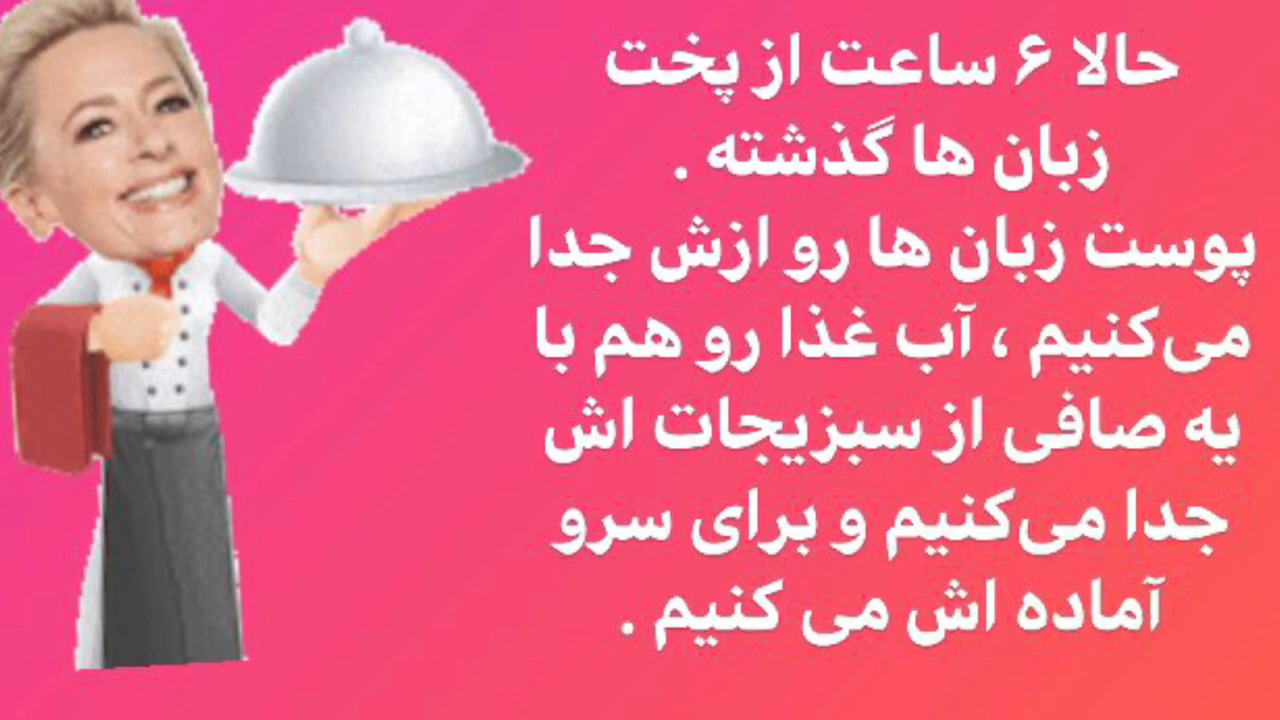 حالا ۶ ساعت از پخت
زبان ها گذشته .
پوست زبان ها رو ازش جدا
می‌کنیم ، آب غذا رو هم با
یه صافی از سبزیجات اش
جدا می‌کنیم و برای سرو
آماده اش می کنیم .